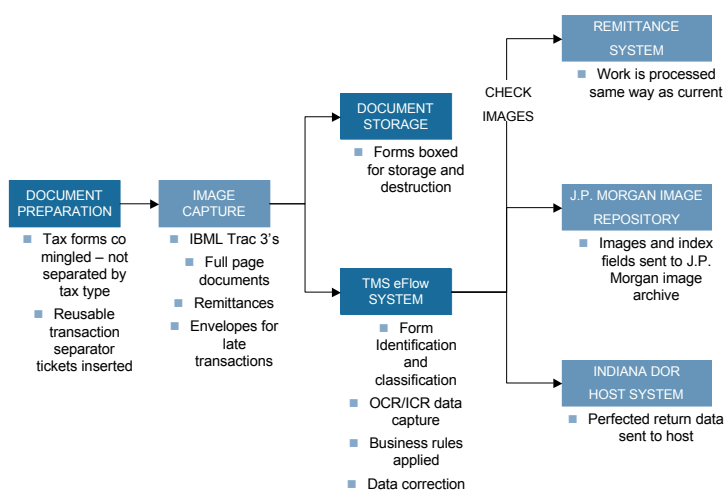 DOCUMENT
PREPARATION
■ Tax forms co
mingled – not
separated by
tax type
■ Reusable
transaction
separator
tickets inserted
IMAGE
CAPTURE
■ IBML Trac 3's
■ Full page
documents
■ Remittances
■ Envelopes for
late
transactions
DOCUMENT
STORAGE
■ Forms boxed
for storage and
destruction
TMS eFlow
SYSTEM
■ Form
Identification
and
classification
■ OCR/ICR data
capture
■ Business rules
applied
■ Data correction
CHECK
IMAGES
REMITTANCE
SYSTEM
■ Work is processed
same way as current
J.P. MORGAN IMAGE
REPOSITORY
■ Images and index
fields sent to J.P.
Morgan image
archive
INDIANA DOR
HOST SYSTEM
■ Perfected return data
sent to host